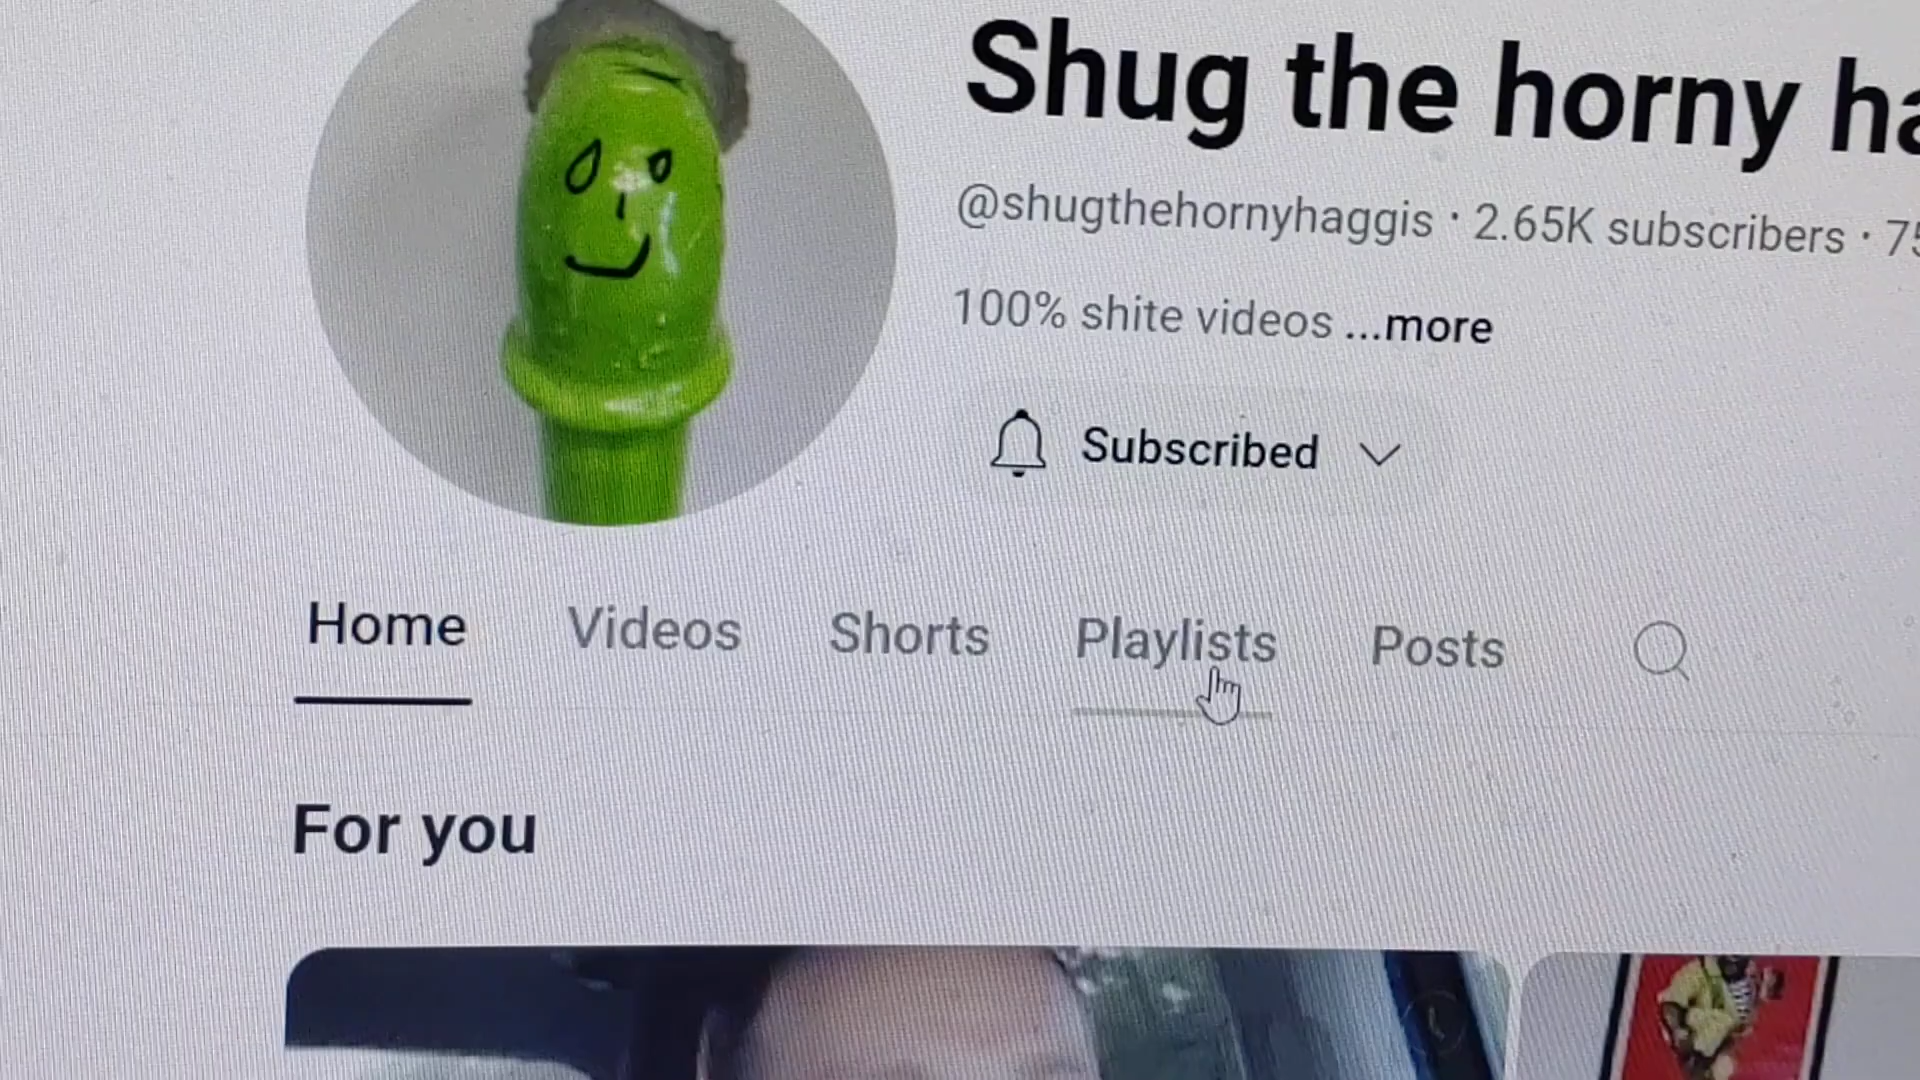 Shug the horny ha
@shugthehornyhaggis · 2.65K subscribers · 75
100% shite videos ...more
Subscribed
Home Videos Shorts Playlists Posts
For you